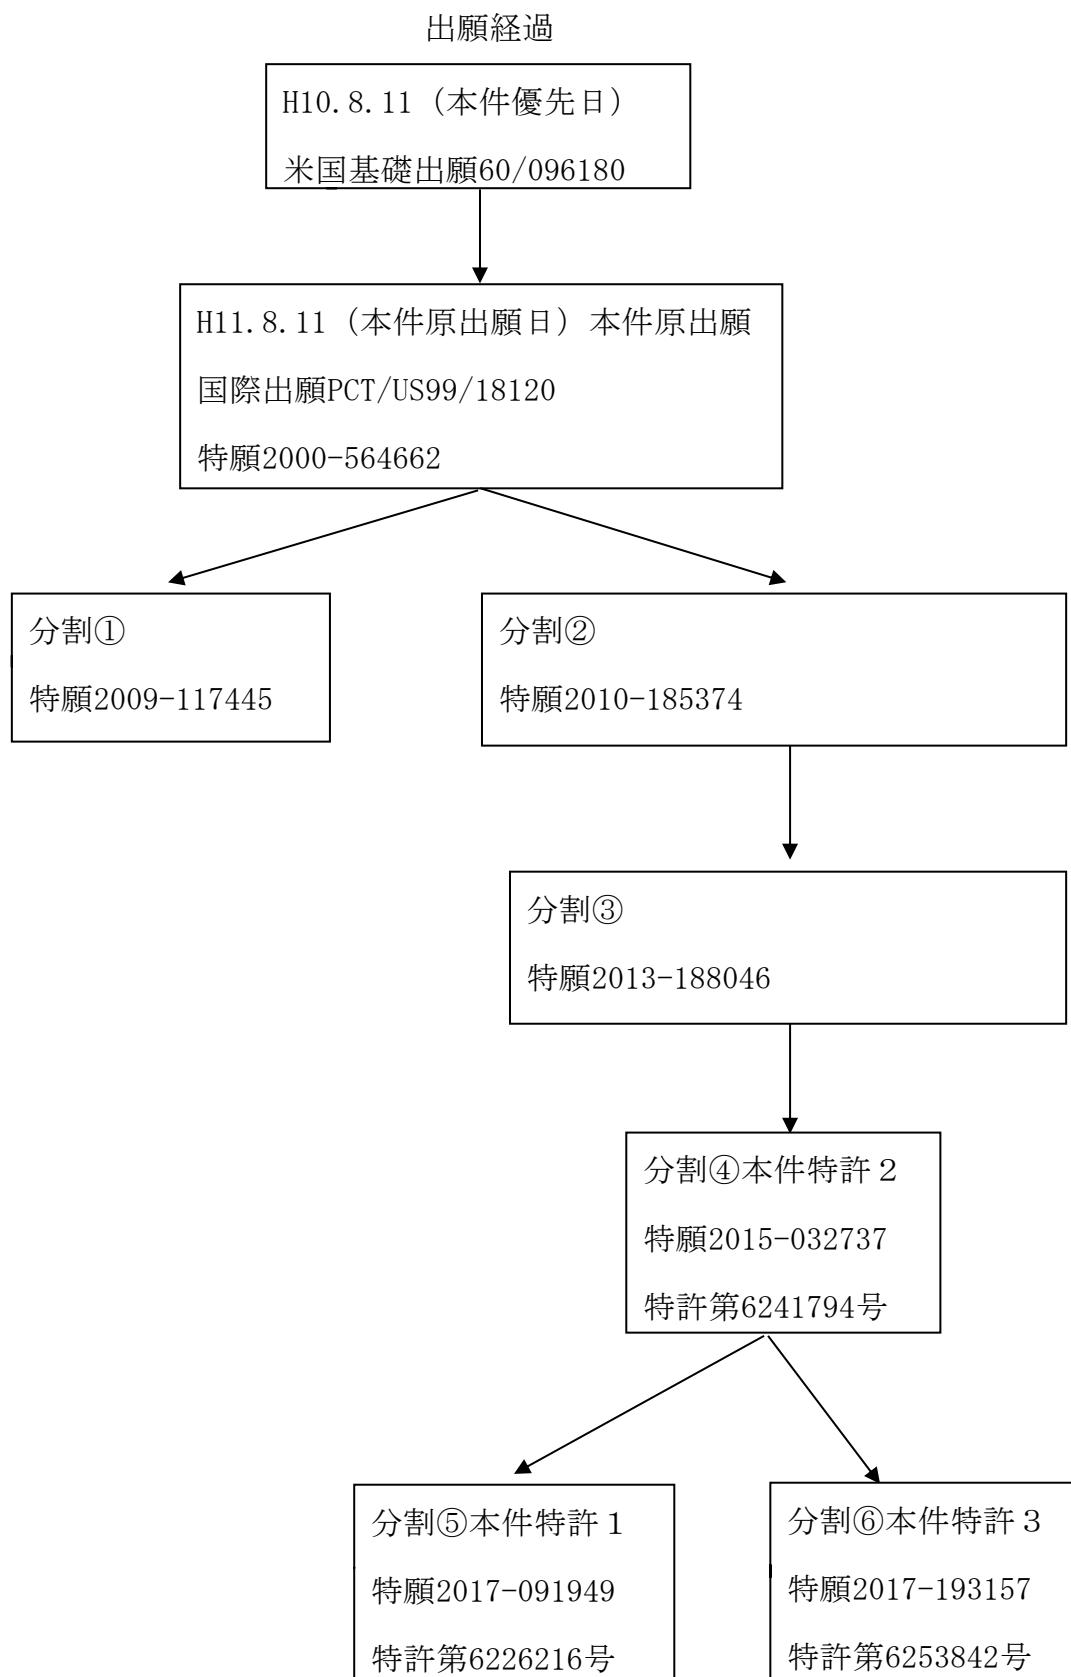 出願経過
H10.8.11（本件優先日）
米国基礎出願60/096180
H11.8.11（本件原出願日）本件原出願
国際出願PCT/US99/18120
特願2000-564662
分割①
特願2009-117445
分割②
特願2010-185374
分割③
特願2013-188046
分割④本件特許２
特願2015-032737
特許第6241794号
分割⑤本件特許１
特願2017-091949
特許第6226216号
分割⑥本件特許３
特願2017-193157
特許第6253842号